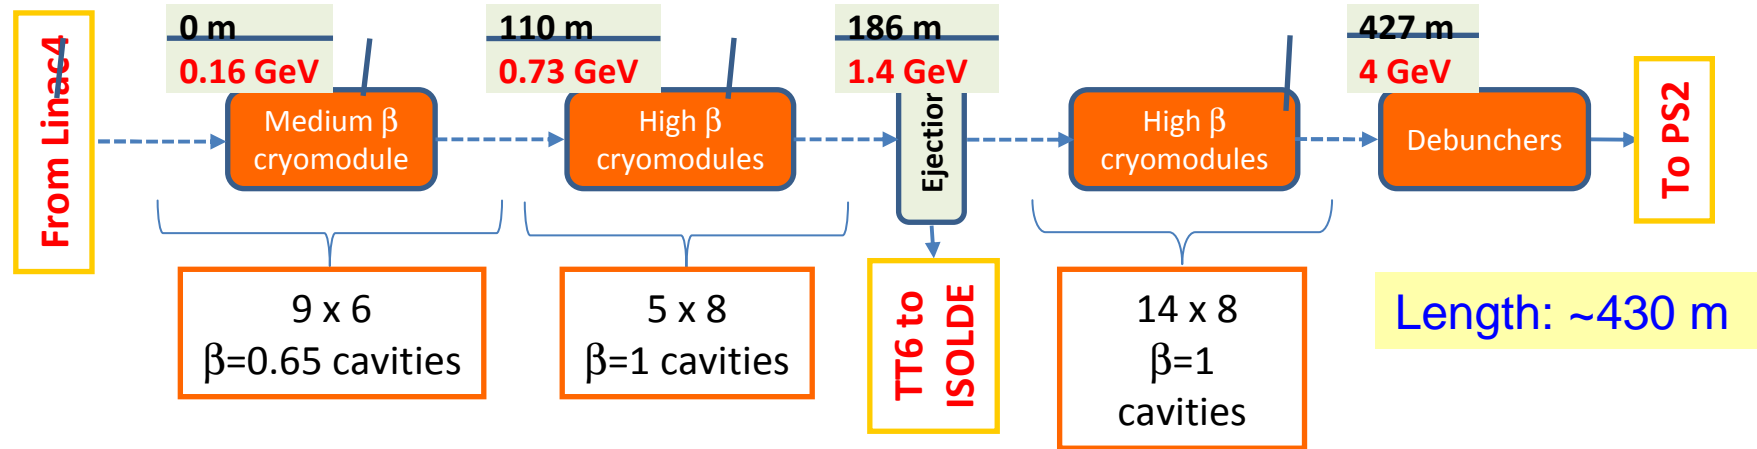 From Linac4
0 m
0.16 GeV
Medium β
cryomodule
9 x 6
β=0.65 cavities
110 m
0.73 GeV
High β
cryomodules
5 x 8
β=1 cavities
186 m
1.4 GeV
Ejection
TT6 to
ISOLDE
High β
cryomodules
14 x 8
β=1
cavities
427 m
4 GeV
Debunchers
To PS2
Length: ~430 m